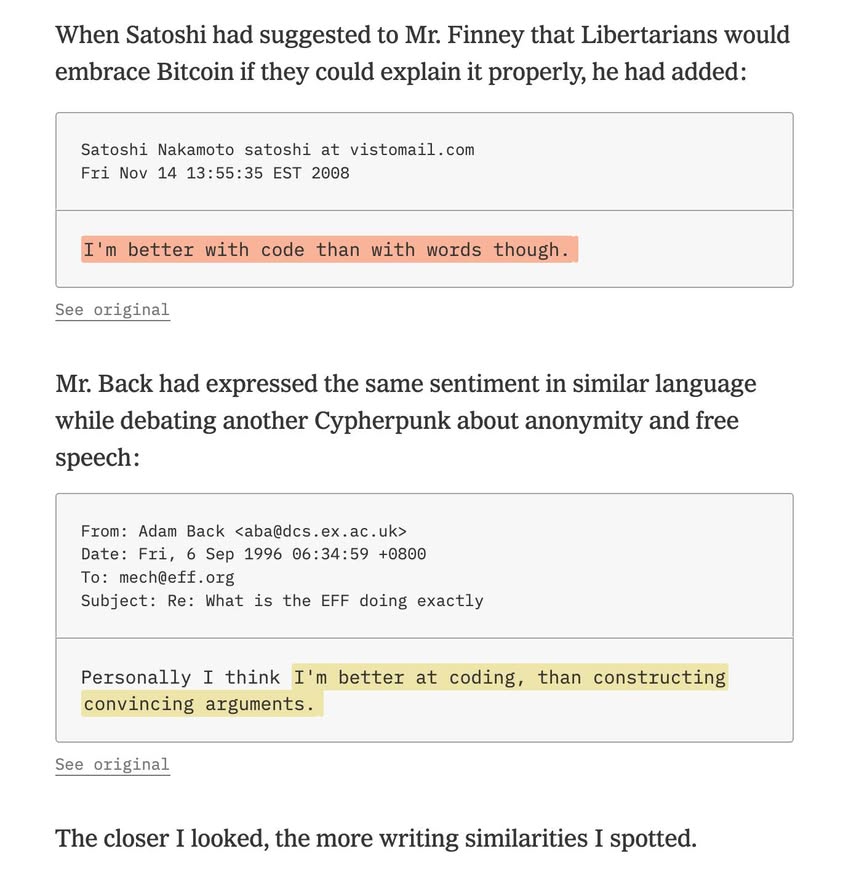 When Satoshi had suggested to Mr. Finney that Libertarians would
embrace Bitcoin if they could explain it properly, he had added:
Satoshi Nakamoto satoshi at vistomail.com
Fri Nov 14 13:55:35 EST 2008
I'm better with code than with words though.
See original
Mr. Back had expressed the same sentiment in similar language
while debating another Cypherpunk about anonymity and free
speech:
From: Adam Back <aba@dcs.ex.ac.uk>
Date: Fri, 6 Sep 1996 06:34:59 +0800
To: mech@eff.org
Subject: Re: What is the EFF doing exactly
Personally I think I'm better at coding, than constructing
convincing arguments.
See original
The closer I looked, the more writing similarities I spotted.